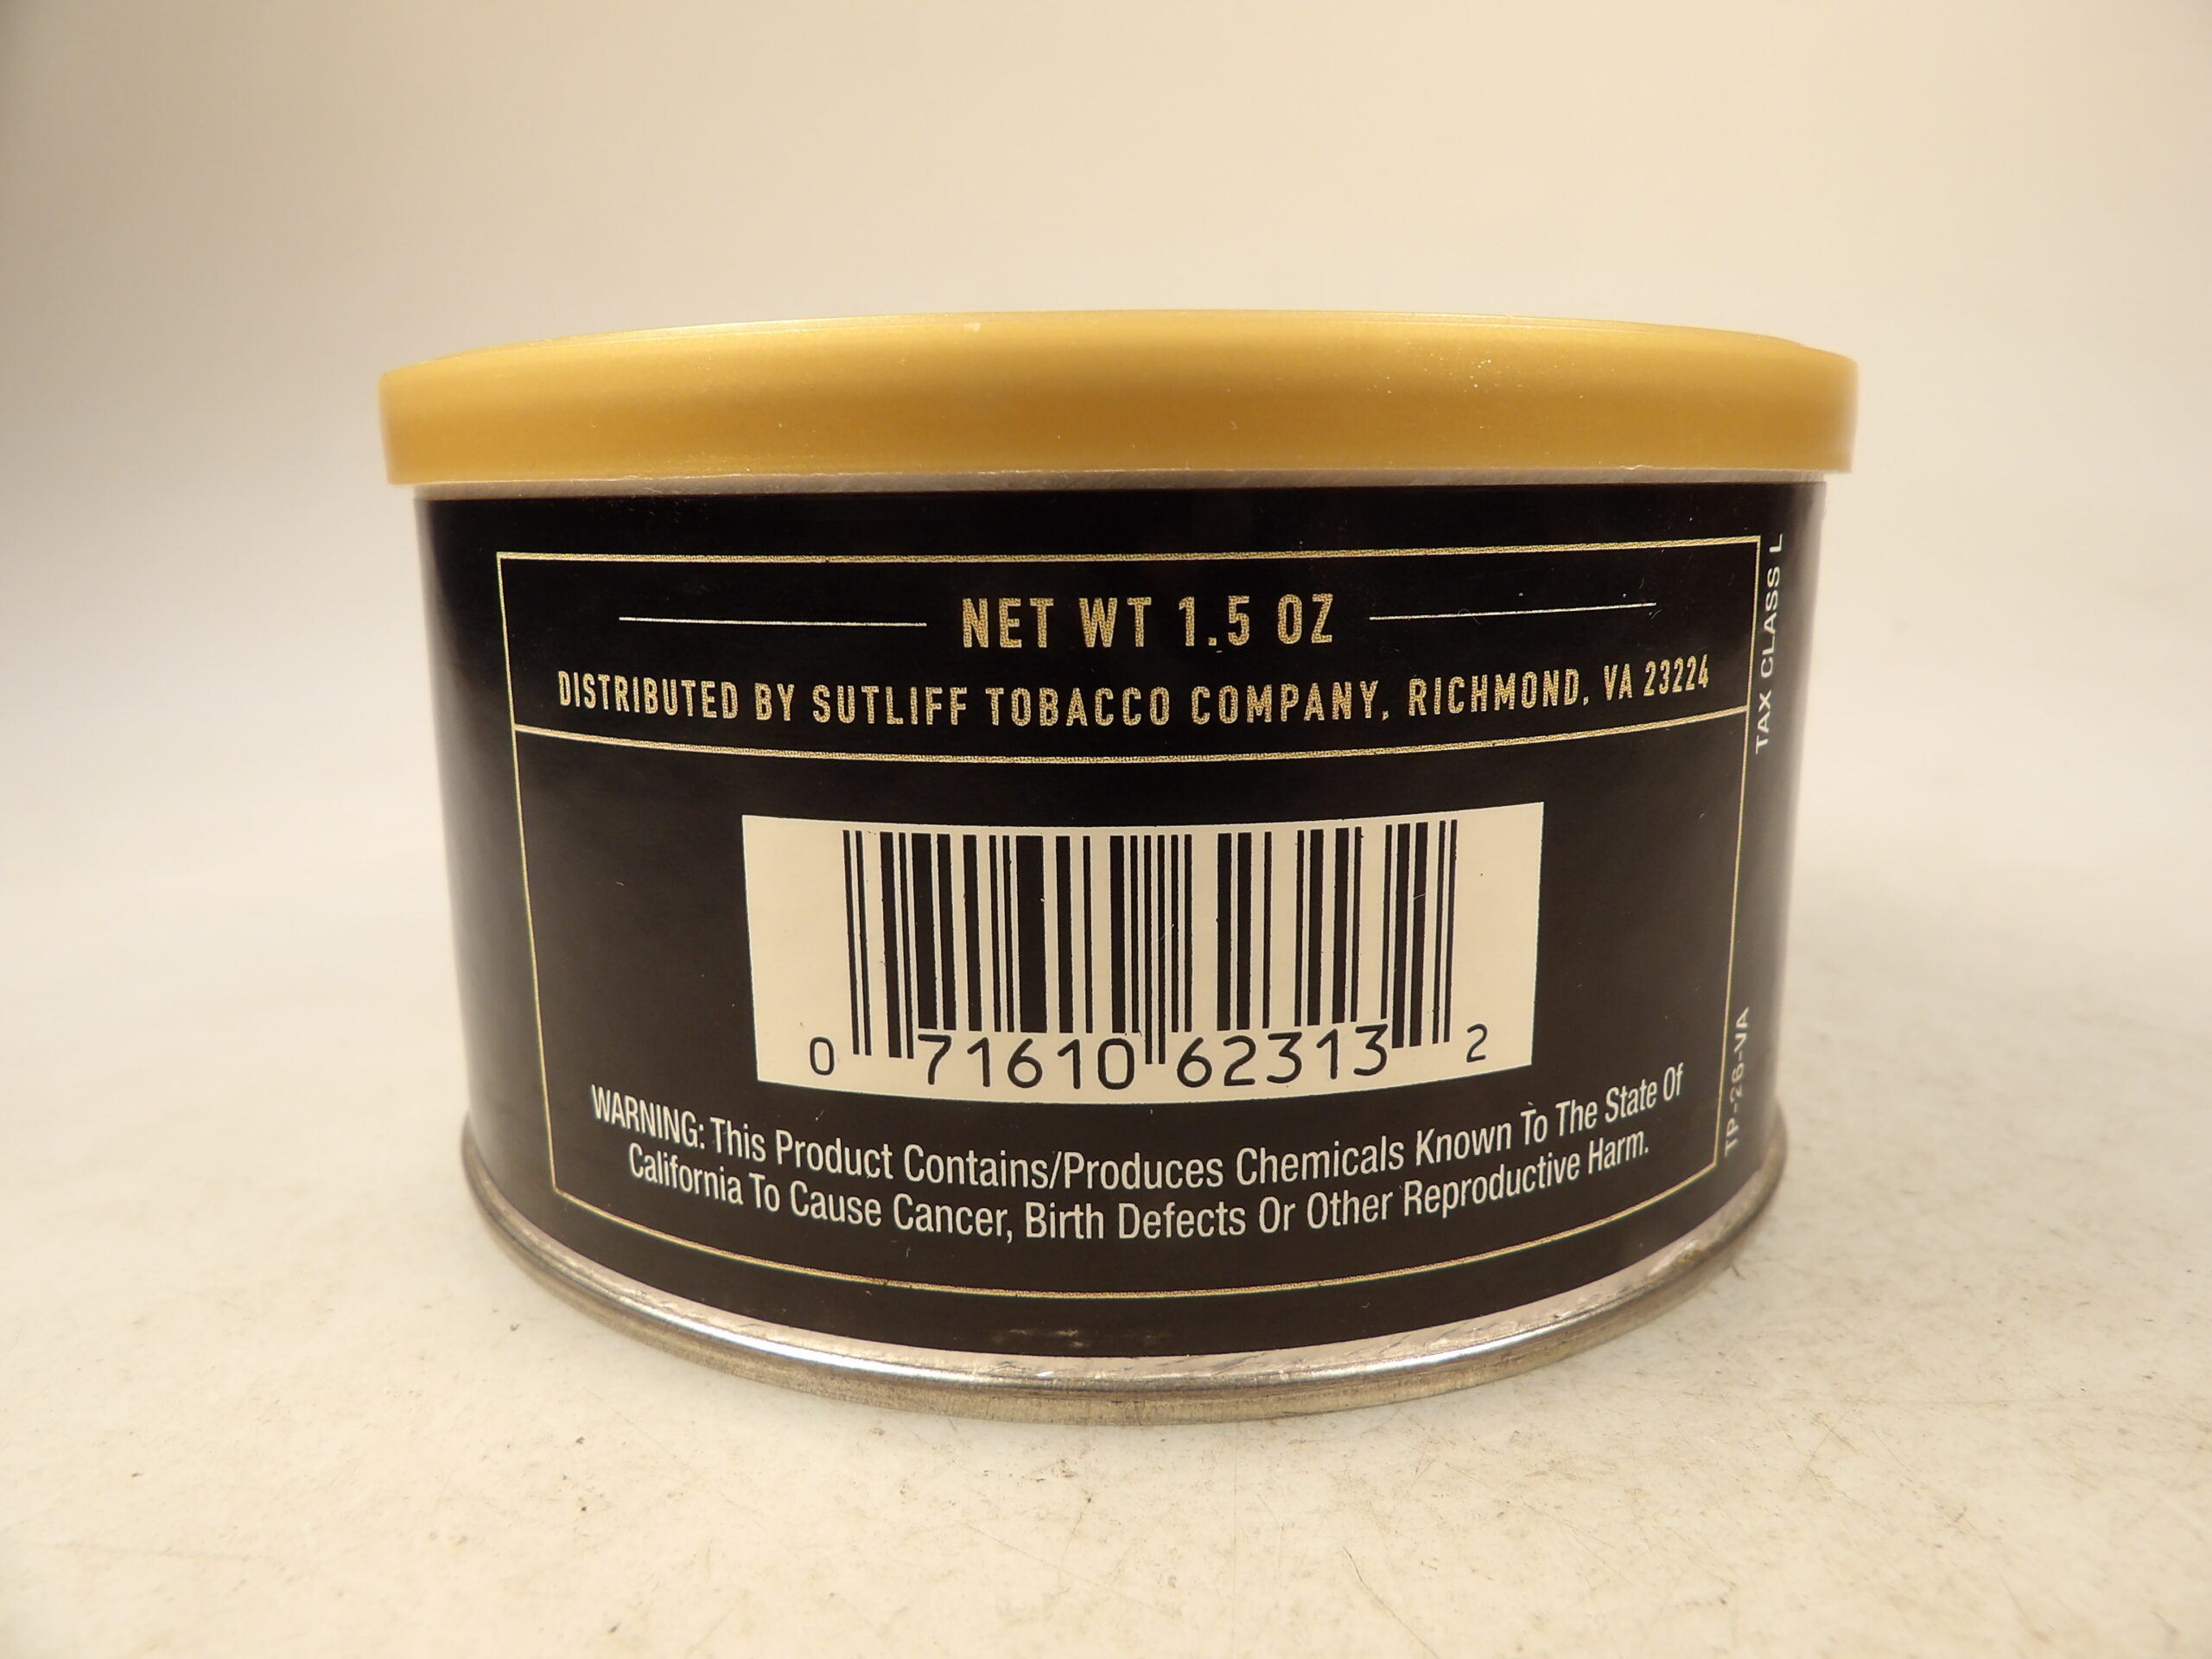 NET WT 1.5 OZ
DISTRIBUTED BY SUTLIFF TOBACCO COMPANY, RICHMOND, VA 23224
TAX CLASS L
0 71610 62313 2
TP-26-VA
WARNING: This Product Contains/Produces Chemicals Known To The State Of
California To Cause Cancer, Birth Defects Or Other Reproductive Harm.